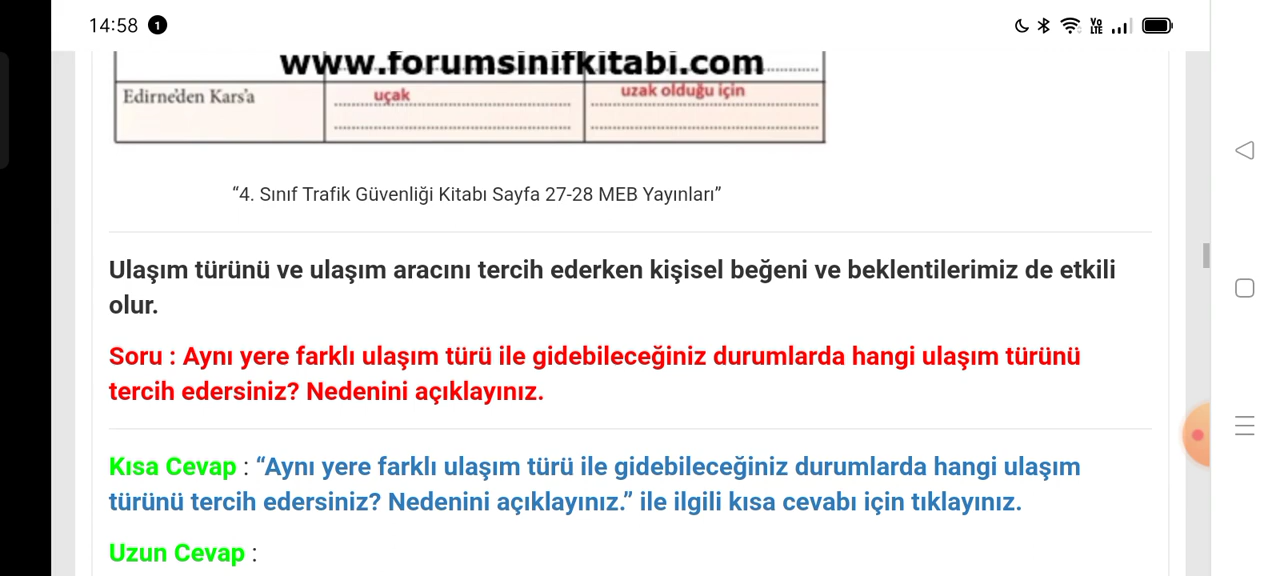 14:58 1
VO LTE
www.forumsinifkitabi.com
Edirne'den Kars'a uçak uzak olduğu için
“4. Sınıf Trafik Güvenliği Kitabı Sayfa 27-28 MEB Yayınları”
Ulaşım türünü ve ulaşım aracını tercih ederken kişisel beğeni ve beklentilerimiz de etkili
olur.
Soru : Aynı yere farklı ulaşım türü ile gidebileceğiniz durumlarda hangi ulaşım türünü
tercih edersiniz? Nedenini açıklayınız.
Kısa Cevap : “Aynı yere farklı ulaşım türü ile gidebileceğiniz durumlarda hangi ulaşım
türünü tercih edersiniz? Nedenini açıklayınız.” ile ilgili kısa cevabı için tıklayınız.
Uzun Cevap :